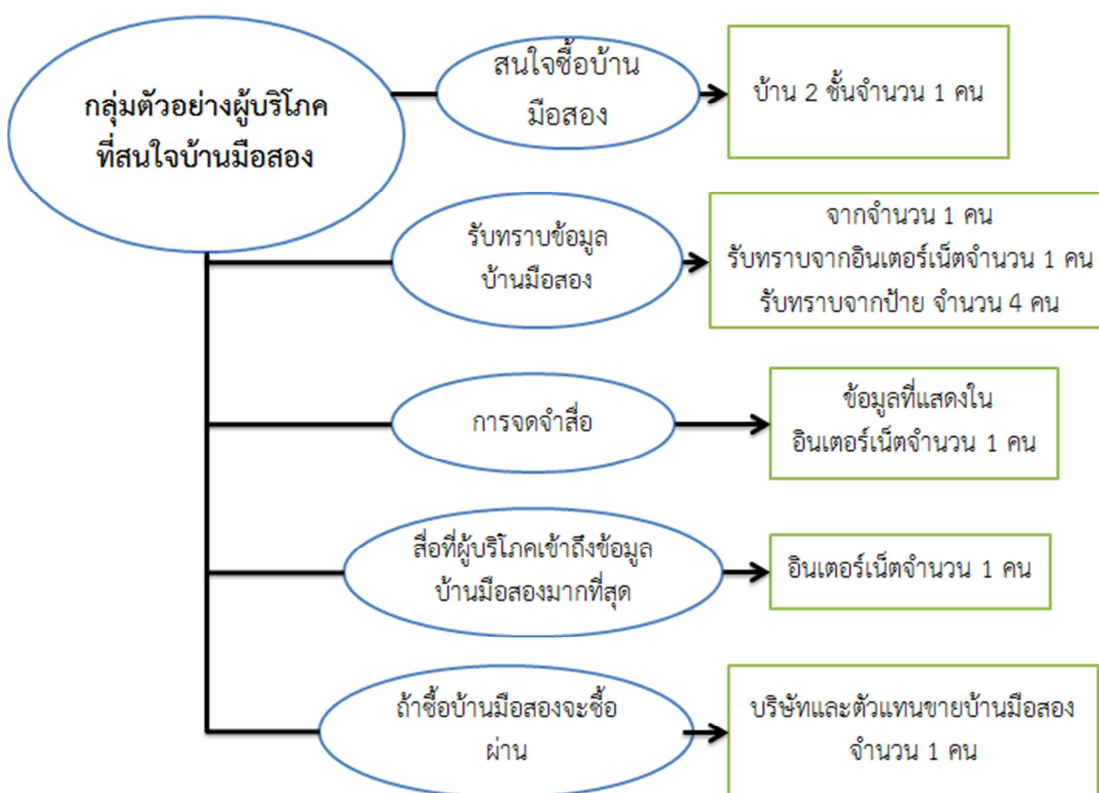 กลุ่มตัวอย่างผู้บริโภค
ที่สนใจบ้านมือสอง
สนใจซื้อบ้าน
มือสอง
บ้าน 2 ชั้นจำนวน 1 คน
รับทราบข้อมูล
บ้านมือสอง
จากจำนวน 1 คน
รับทราบจากอินเตอร์เน็ตจำนวน 1 คน
รับทราบจากป้าย จำนวน 4 คน
การจดจำสื่อ
ข้อมูลที่แสดงใน
อินเตอร์เน็ตจำนวน 1 คน
สื่อที่ผู้บริโภคเข้าถึงข้อมูล
บ้านมือสองมากที่สุด
อินเตอร์เน็ตจำนวน 1 คน
ถ้าซื้อบ้านมือสองจะซื้อ
ผ่าน
บริษัทและตัวแทนขายบ้านมือสอง
จำนวน 1 คน